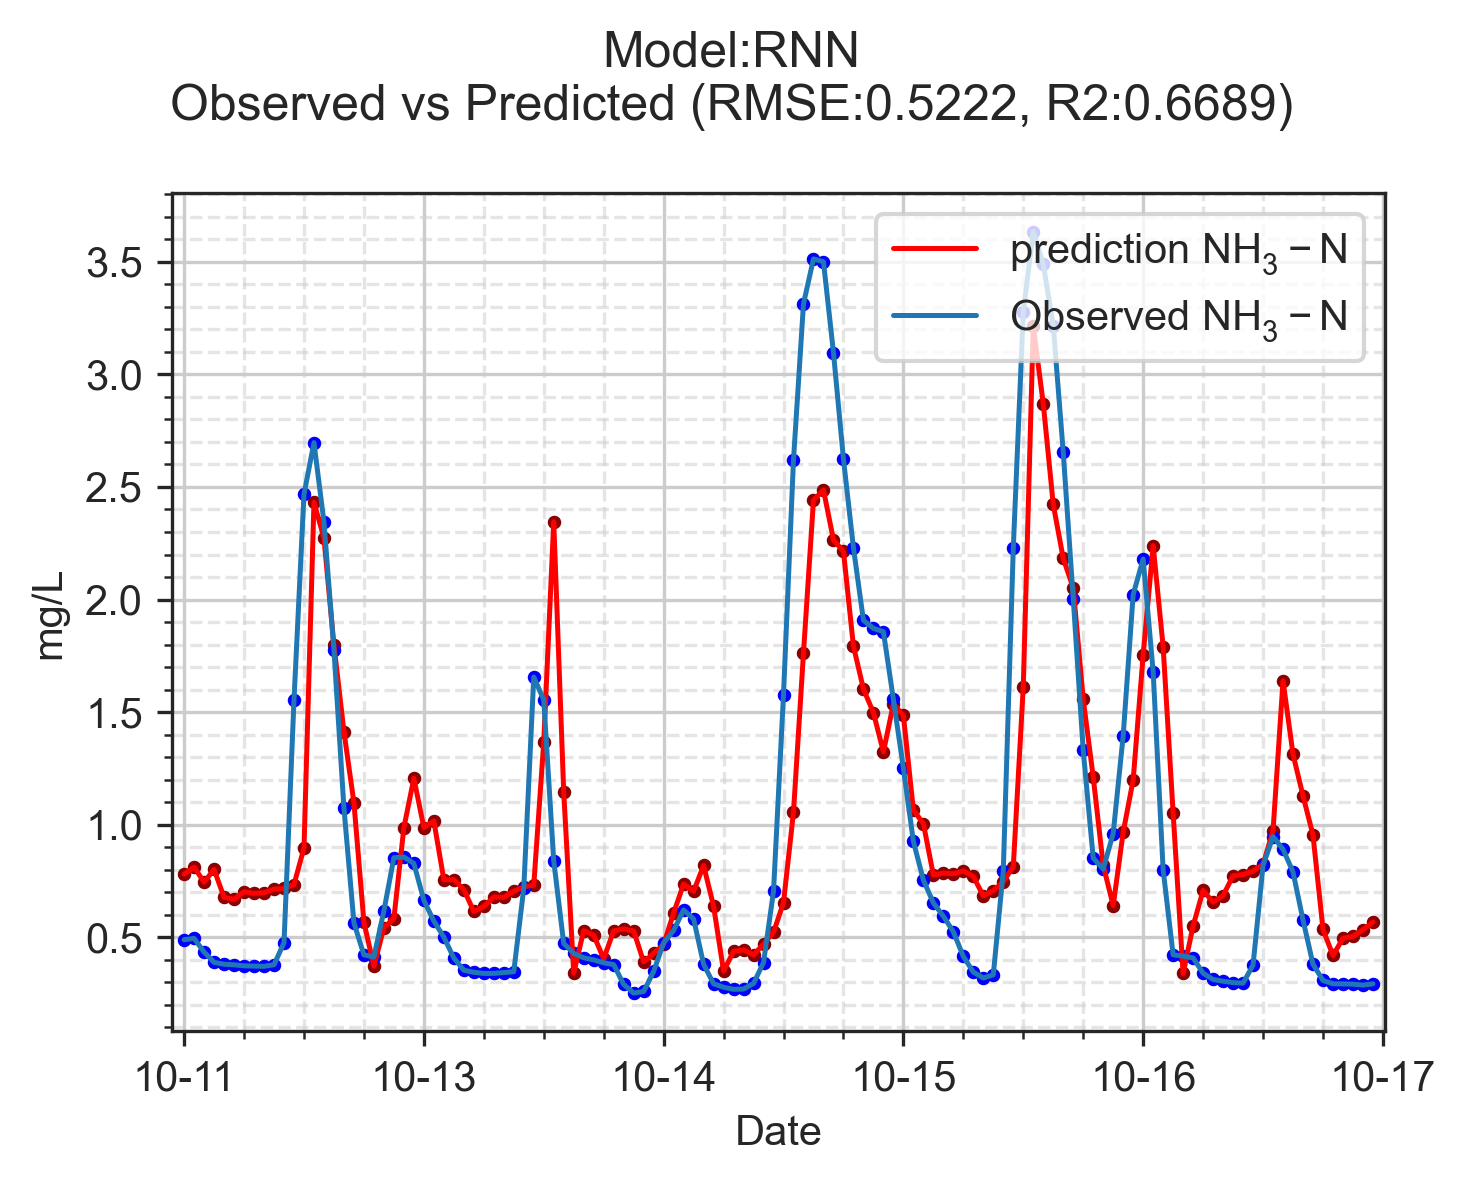 Model:RNN
Observed vs Predicted (RMSE:0.5222, R2:0.6689)
prediction NH₃ − N
Observed NH₃ − N
3.5
3.0
2.5
2.0
1.5
1.0
0.5
mg/L
10-11 10-13 10-14 10-15 10-16 10-17
Date